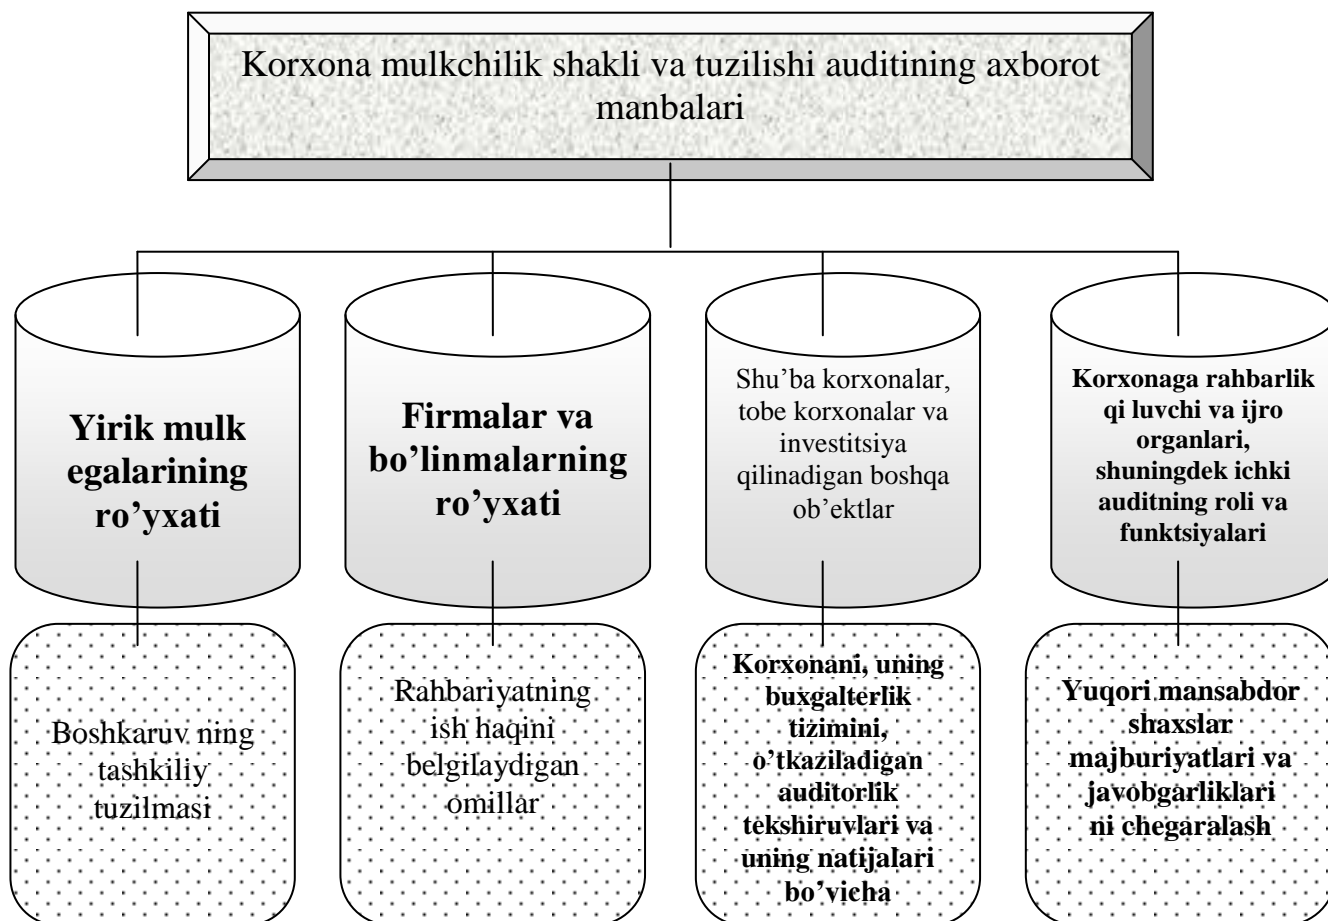 Korxona mulkchilik shakli va tuzilishi auditining axborot
manbalari
Yirik mulk
egalarining
ro’yxati
Firmalar va
bo’linmalarning
ro’yxati
Shu’ba korxonalar,
tobe korxonalar va
investitsiya
qilinadigan boshqa
ob’ektlar
Korxonaga rahbarlik
qi luvchi va ijro
organlari,
shuningdek ichki
auditning roli va
funktsiyalari
Boshkaruv ning
tashkiliy
tuzilmasi
Rahbariyatning
ish haqini
belgilaydigan
omillar
Korxonani, uning
buxgalterlik
tizimini,
o’tkaziladigan
auditorlik
tekshiruvlari va
uning natijalari
bo’yicha
Yuqori mansabdor
shaxslar
majburiyatlari va
javobgarliklari
ni chegaralash